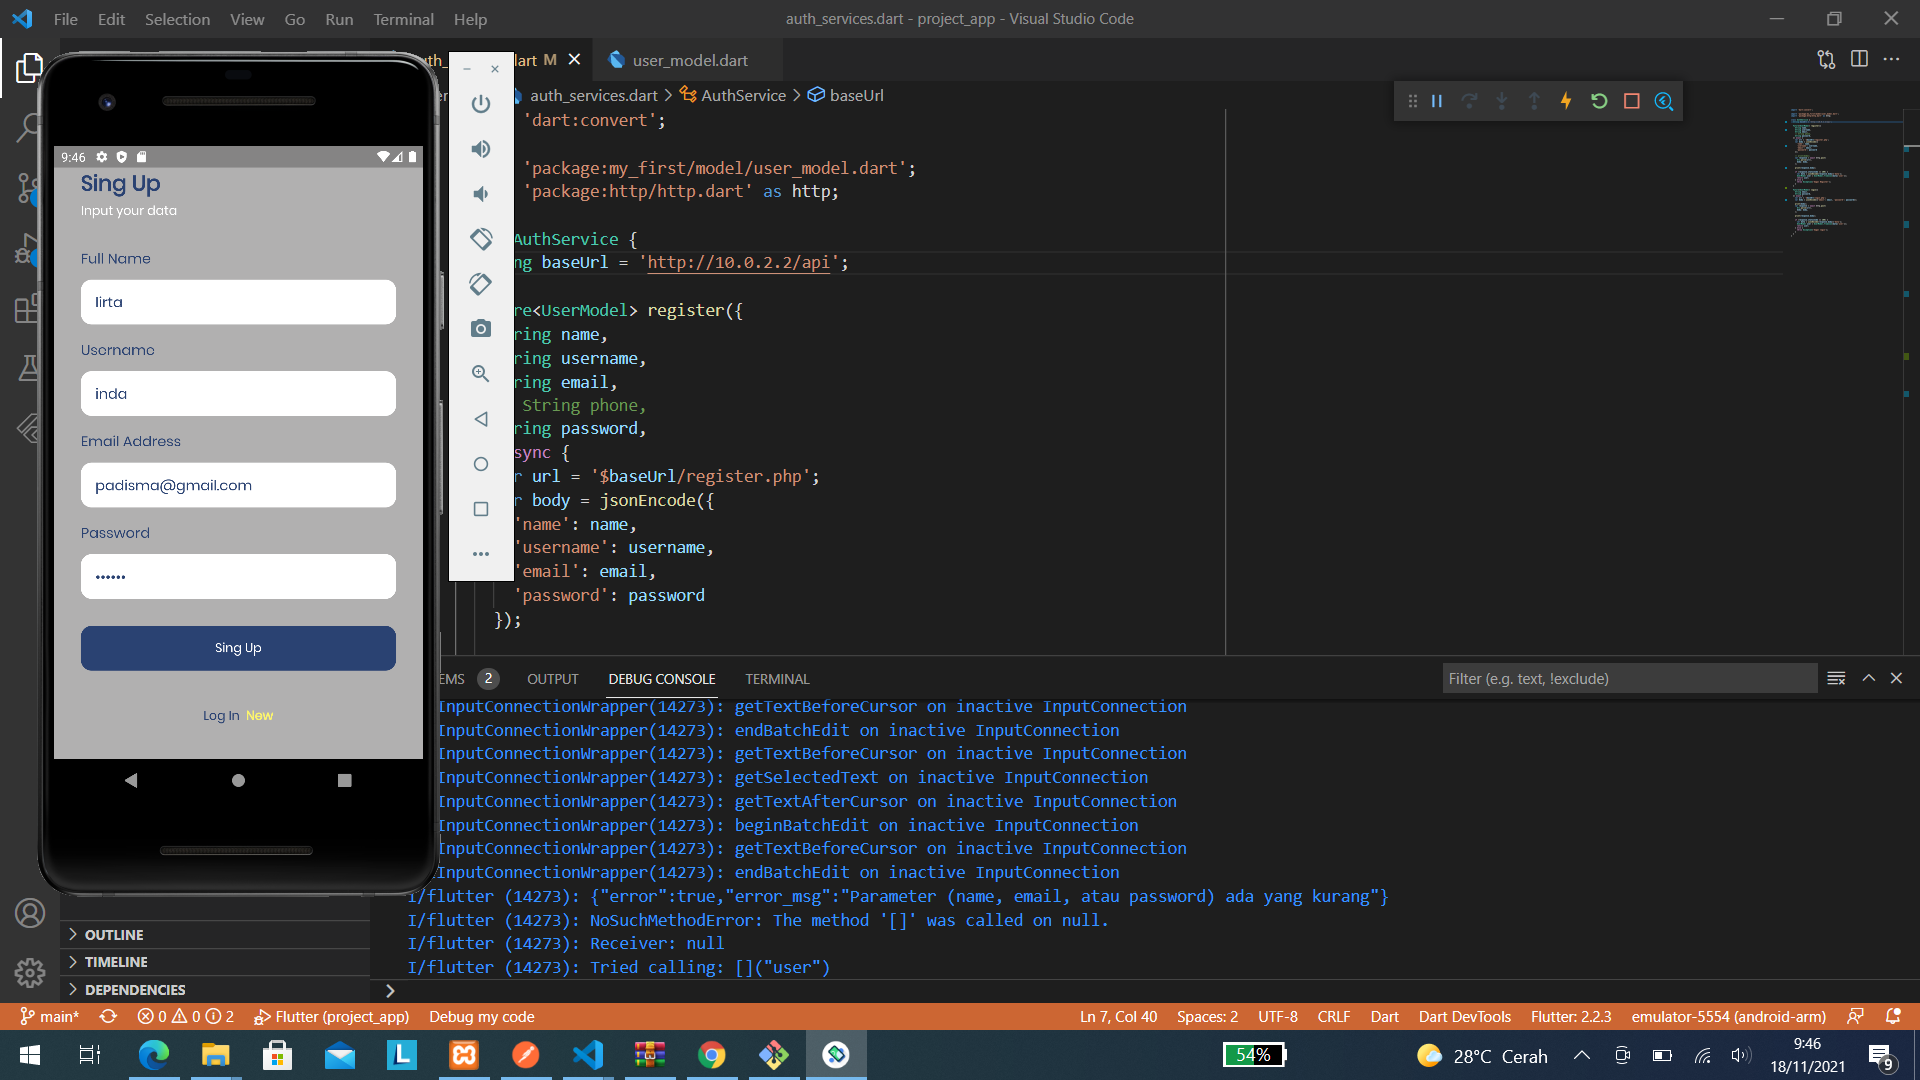 File Edit Selection View Go Run Terminal Help
auth_services.dart - project_app - Visual Studio Code
M
user_model.dart
auth_services.dart > AuthService > baseUrl
'dart:convert';
'package:my_first/model/user_model.dart';
'package:http/http.dart' as http;
AuthService {
ng baseUrl = 'http://10.0.2.2/api';
re<UserModel> register({
ring name,
ring username,
ring email,
String phone,
ring password,
sync {
r url = '$baseUrl/register.php';
r body = jsonEncode({
'name': name,
'username': username,
'email': email,
'password': password
});
9:46
Sing Up
Input your data
Full Name
lirta
Username
inda
Email Address
padisma@gmail.com
Password
••••••
Sing Up
Log In New
EMS 2 OUTPUT DEBUG CONSOLE TERMINAL
Filter (e.g. text, !exclude)
InputConnectionWrapper(14273): getTextBeforeCursor on inactive InputConnection
InputConnectionWrapper(14273): endBatchEdit on inactive InputConnection
InputConnectionWrapper(14273): getTextBeforeCursor on inactive InputConnection
InputConnectionWrapper(14273): getSelectedText on inactive InputConnection
InputConnectionWrapper(14273): getTextAfterCursor on inactive InputConnection
InputConnectionWrapper(14273): beginBatchEdit on inactive InputConnection
InputConnectionWrapper(14273): getTextBeforeCursor on inactive InputConnection
InputConnectionWrapper(14273): endBatchEdit on inactive InputConnection
I/flutter (14273): {"error":true,"error_msg":"Parameter (name, email, atau password) ada yang kurang"}
I/flutter (14273): NoSuchMethodError: The method '[]' was called on null.
I/flutter (14273): Receiver: null
I/flutter (14273): Tried calling: []("user")
OUTLINE
TIMELINE
DEPENDENCIES
main* 0 0 2 Flutter (project_app) Debug my code
Ln 7, Col 40 Spaces: 2 UTF-8 CRLF Dart Dart DevTools Flutter: 2.2.3 emulator-5554 (android-arm)
54%
28°C Cerah
9:46
18/11/2021
9